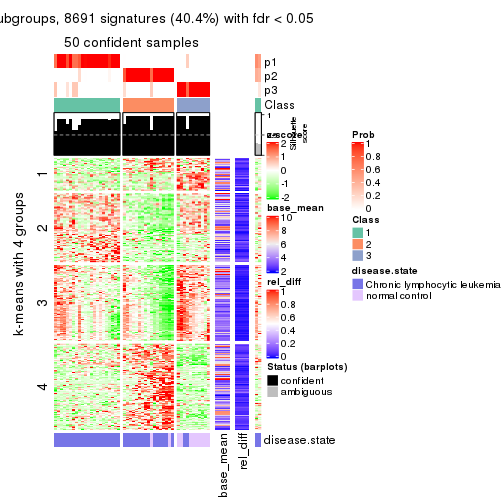 ubgroups, 8691 signatures (40.4%) with fdr < 0.05
50 confident samples
p1
p2
p3
Class
1
Silhouette
score
z-score
2
1
0
-1
-2
base_mean
10
8
6
4
2
rel_diff
1
0.8
0.6
0.4
0.2
0
Status (barplots)
confident
ambiguous
Prob
1
0.8
0.6
0.4
0.2
0
Class
1
2
3
disease.state
Chronic lymphocytic leukemia
normal control
k-means with 4 groups
1
2
3
4
disease.state
base_mean
rel_diff